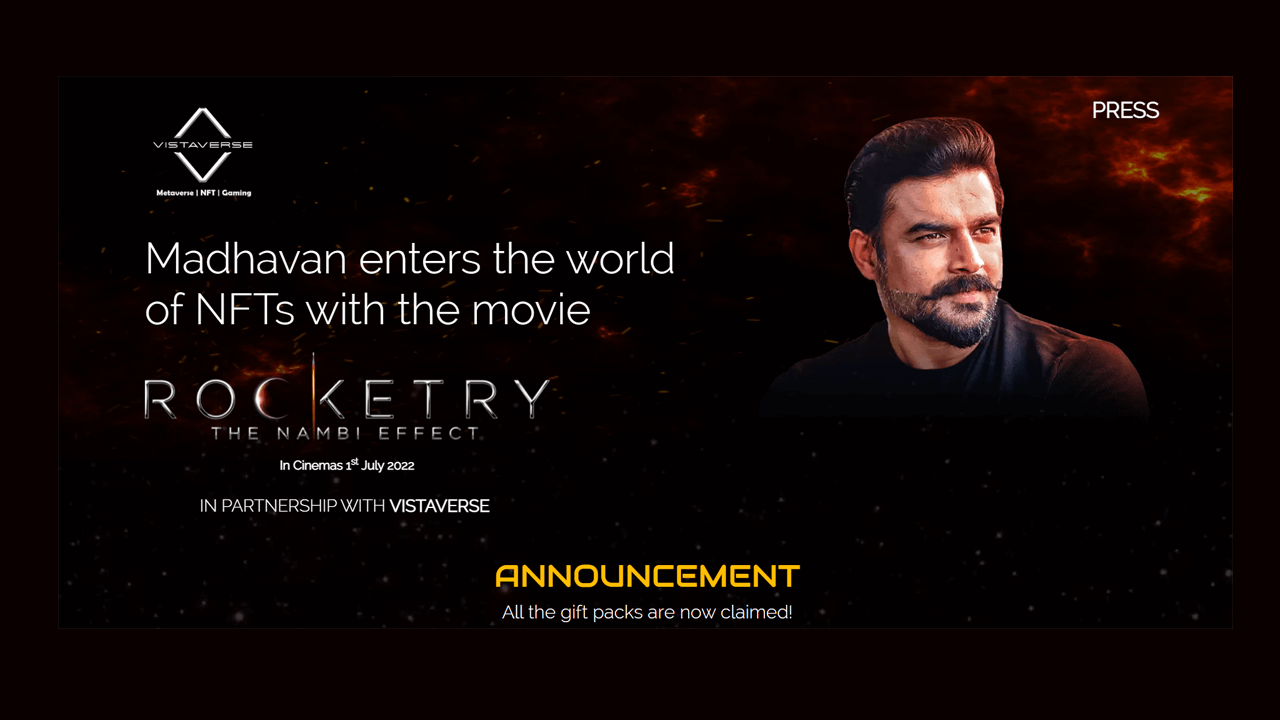 PRESS
VISTAVERSE
Metaverse | NFT | Gaming
Madhavan enters the world
of NFTs with the movie
ROCKETRY
THE NAMBI EFFECT
In Cinemas 1st July 2022
IN PARTNERSHIP WITH VISTAVERSE
ANNOUNCEMENT
All the gift packs are now claimed!